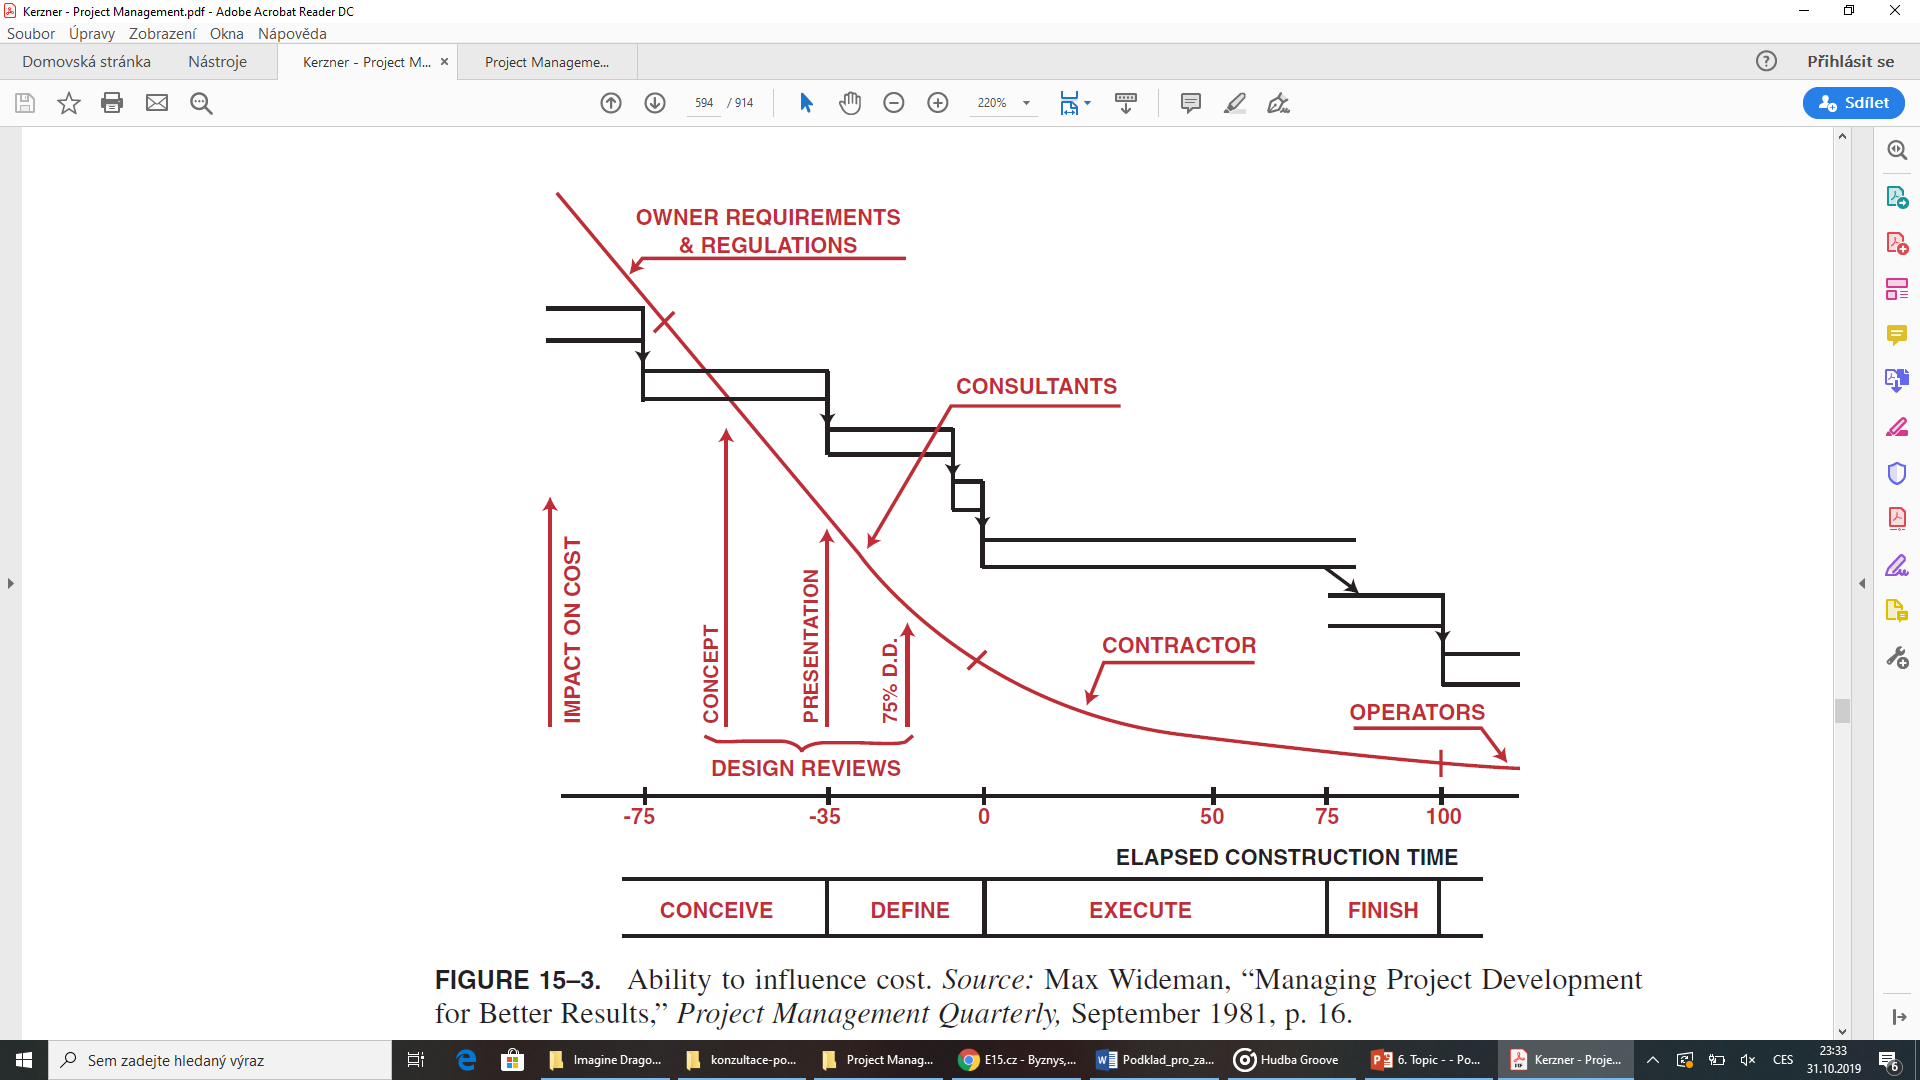 Kerzner - Project Management.pdf - Adobe Acrobat Reader DC
Soubor Úpravy Zobrazení Okna Nápověda
Domovská stránka Nástroje Kerzner - Project M... × Project Manageme... Přihlásit se
594 / 914 220% Sdílet
OWNER REQUIREMENTS
& REGULATIONS
CONSULTANTS
IMPACT ON COST
CONCEPT
PRESENTATION
75% D.D.
CONTRACTOR
OPERATORS
DESIGN REVIEWS
-75 -35 0 50 75 100
ELAPSED CONSTRUCTION TIME
CONCEIVE DEFINE EXECUTE FINISH
FIGURE 15–3. Ability to influence cost. Source: Max Wideman, “Managing Project Development
for Better Results,” Project Management Quarterly, September 1981, p. 16.
Sem zadejte hledaný výraz
Imagine Drago... konzultace-po... Project Manag... E15.cz - Byznys,... Podklad_pro_za... Hudba Groove 6. Topic - - Po... Kerzner - Proje... CES
23:33
31.10.2019
6